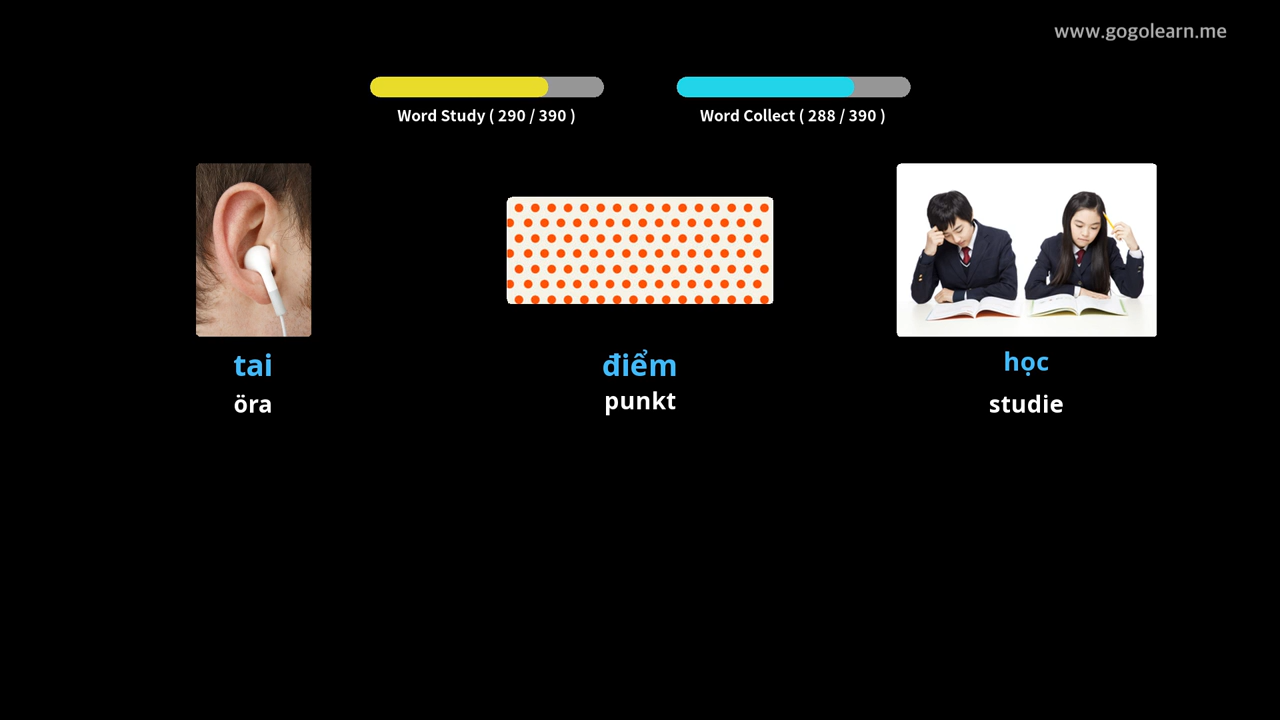 www.gogolearn.me
Word Study ( 290 / 390 )
Word Collect ( 288 / 390 )
tai
öra
điểm
punkt
học
studie